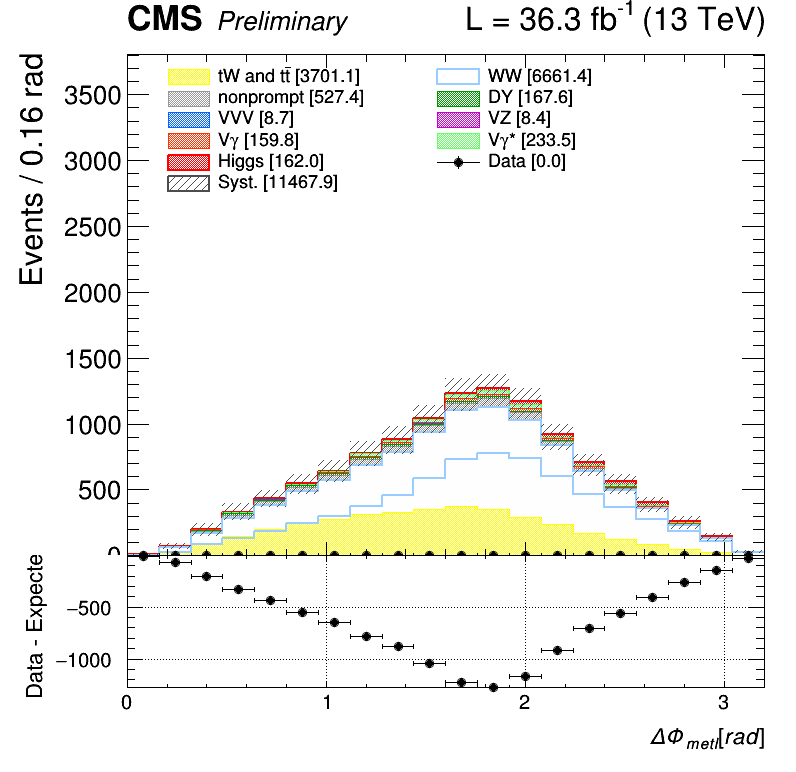 CMS Preliminary L = 36.3 fb⁻¹ (13 TeV)
Events / 0.16 rad
3500
3000
2500
2000
1500
1000
500
0
tW and tt̄ [3701.1]
nonprompt [527.4]
VVV [8.7]
Vγ [159.8]
Higgs [162.0]
Syst. [11467.9]
WW [6661.4]
DY [167.6]
VZ [8.4]
Vγ* [233.5]
Data [0.0]
Data - Expecte
−500
−1000
0 1 2 3
ΔΦ metl [rad]